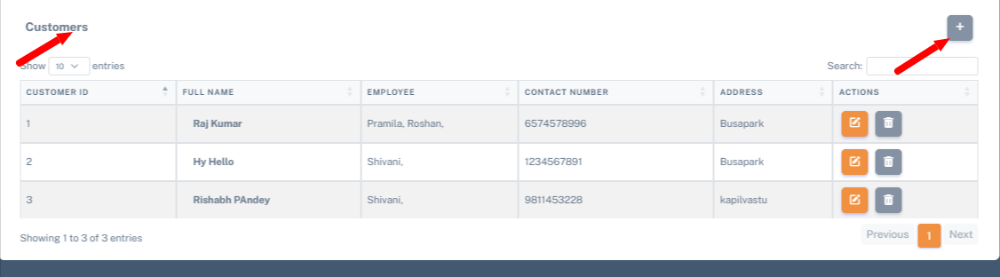 Customers
+
Show 10 entries
Search:
CUSTOMER ID FULL NAME EMPLOYEE CONTACT NUMBER ADDRESS ACTIONS
1 Raj Kumar Pramila, Roshan, 6574578996 Busapark
2 Hy Hello Shivani, 1234567891 Busapark
3 Rishabh PAndey Shivani, 9811453228 kapilvastu
Showing 1 to 3 of 3 entries
Previous 1 Next